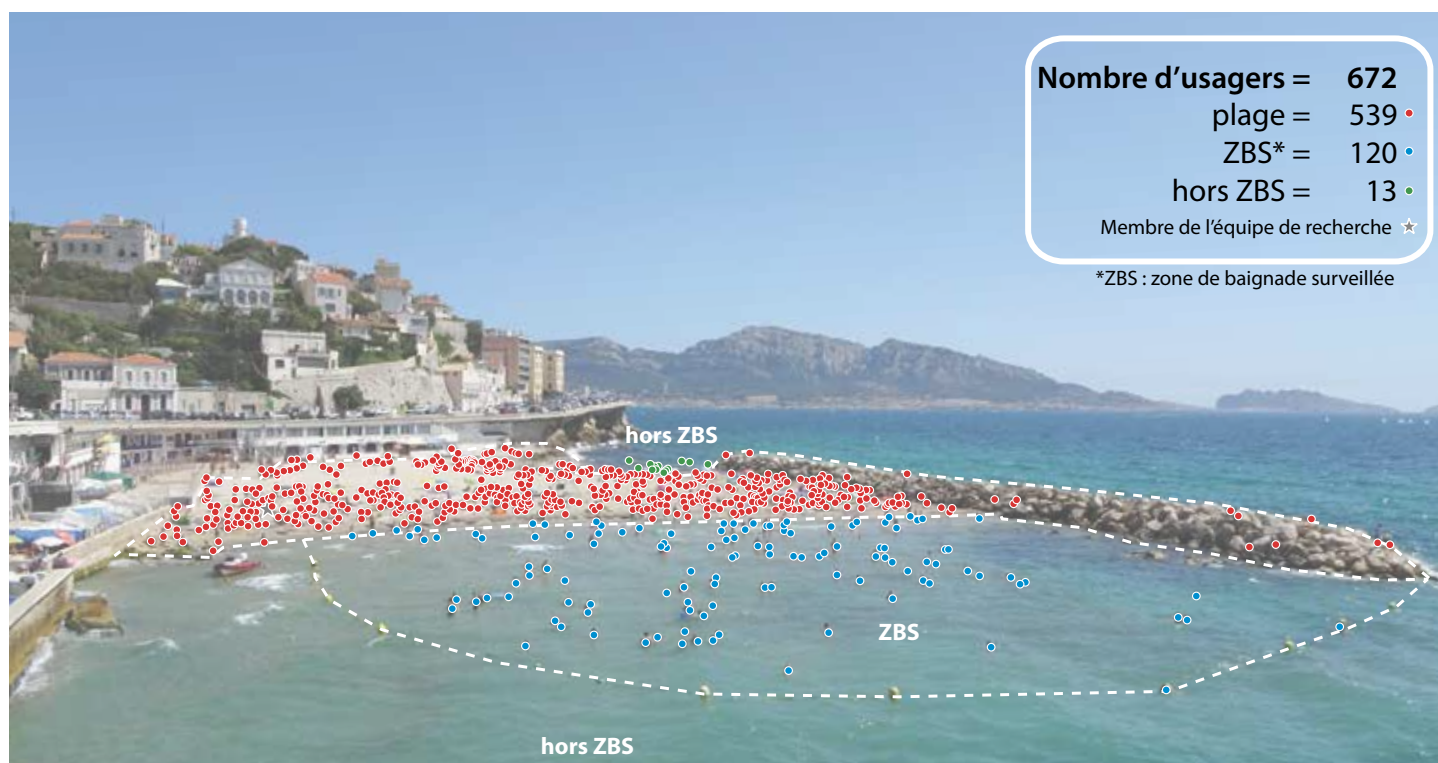 Nombre d'usagers = 672
plage = 539
ZBS* = 120
hors ZBS = 13
Membre de l'équipe de recherche
*ZBS : zone de baignade surveillée
hors ZBS
ZBS
hors ZBS